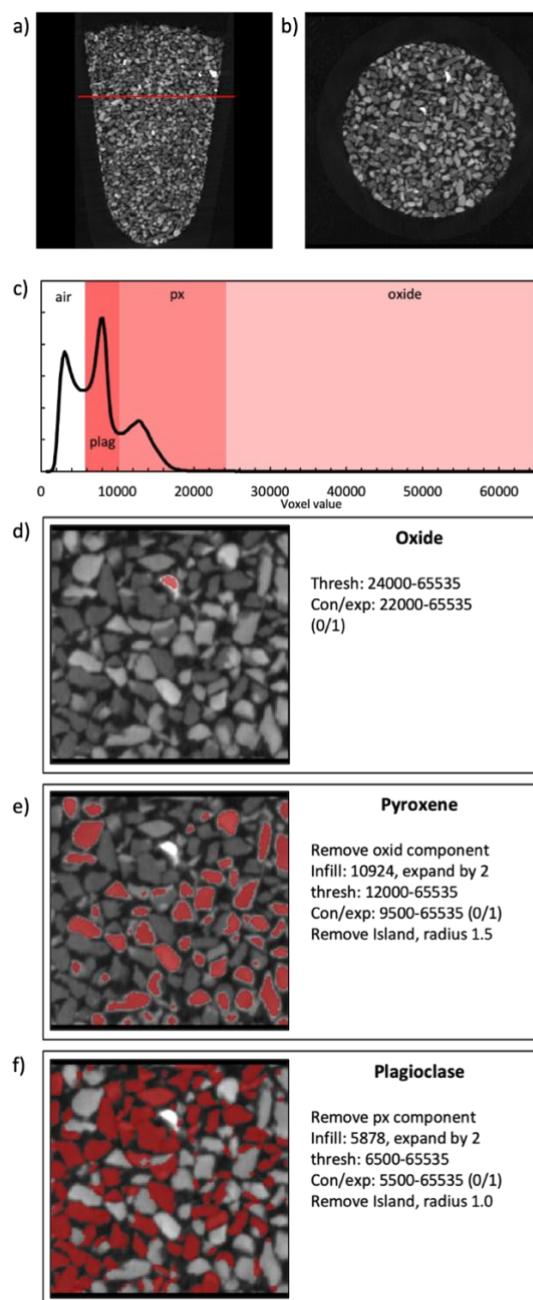 a)
b)
c)
air
px
oxide
plag
0
10000
20000
30000
40000
50000
60000
Voxel value
d)
Oxide
Thresh: 24000-65535
Con/exp: 22000-65535
(0/1)
e)
Pyroxene
Remove oxid component
Infill: 10924, expand by 2
thresh: 12000-65535
Con/exp: 9500-65535 (0/1)
Remove Island, radius 1.5
f)
Plagioclase
Remove px component
Infill: 5878, expand by 2
thresh: 6500-65535
Con/exp: 5500-65535 (0/1)
Remove Island, radius 1.0